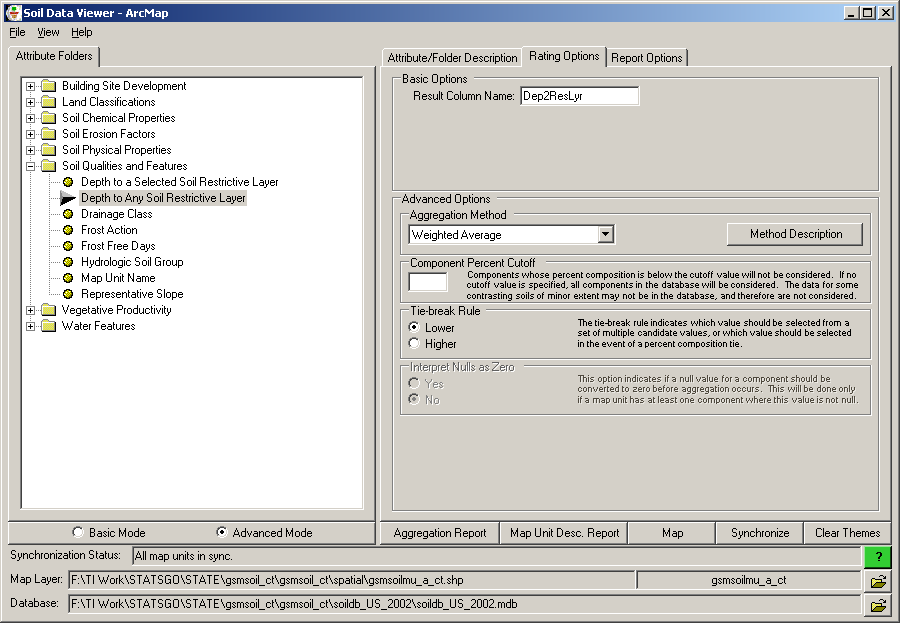 Soil Data Viewer - ArcMap
File View Help
Attribute Folders
Building Site Development
Land Classifications
Soil Chemical Properties
Soil Erosion Factors
Soil Physical Properties
Soil Qualities and Features
Depth to a Selected Soil Restrictive Layer
Depth to Any Soil Restrictive Layer
Drainage Class
Frost Action
Frost Free Days
Hydrologic Soil Group
Map Unit Name
Representative Slope
Vegetative Productivity
Water Features
Basic Mode
Advanced Mode
Attribute/Folder Description
Rating Options
Report Options
Basic Options
Result Column Name: Dep2ResLyr
Advanced Options
Aggregation Method
Weighted Average
Method Description
Component Percent Cutoff
Components whose percent composition is below the cutoff value will not be considered. If no
cutoff value is specified, all components in the database will be considered. The data for some
contrasting soils of minor extent may not be in the database, and therefore are not considered.
Tie-break Rule
Lower
Higher
The tie-break rule indicates which value should be selected from a
set of multiple candidate values, or which value should be selected
in the event of a percent composition tie.
Interpret Nulls as Zero
Yes
No
This option indicates if a null value for a component should be
converted to zero before aggregation occurs. This will be done only
if a map unit has at least one component where this value is not null.
Aggregation Report
Map Unit Desc. Report
Map
Synchronize
Clear Themes
Synchronization Status: All map units in sync.
?
Map Layer: F:\TI Work\STATSGO\STATE\gsmsoil_ct\gsmsoil_ct\spatial\gsmsoilmu_a_ct.shp
gsmsoilmu_a_ct
Database: F:\TI Work\STATSGO\STATE\gsmsoil_ct\gsmsoil_ct\soildb_US_2002\soildb_US_2002.mdb